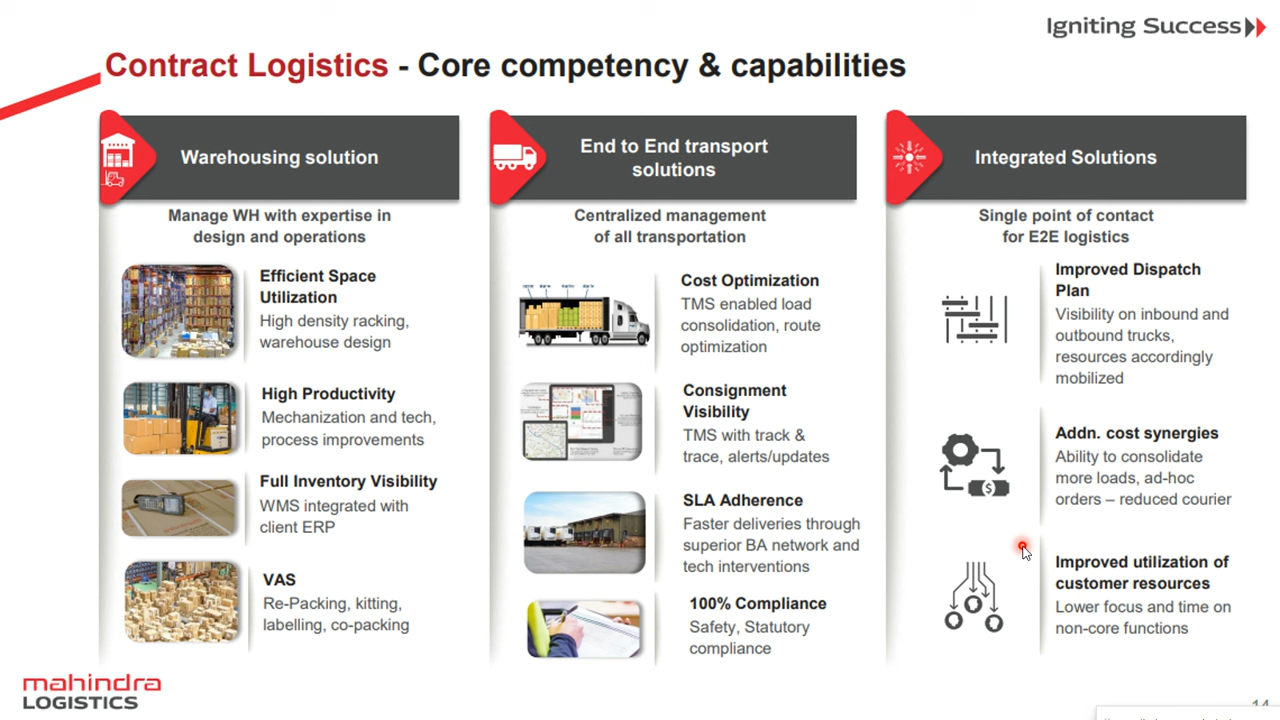 Igniting Success
Contract Logistics - Core competency & capabilities
Warehousing solution
Manage WH with expertise in
design and operations
Efficient Space
Utilization
High density racking,
warehouse design
High Productivity
Mechanization and tech,
process improvements
Full Inventory Visibility
WMS integrated with
client ERP
VAS
Re-Packing, kitting,
labelling, co-packing
End to End transport
solutions
Centralized management
of all transportation
Cost Optimization
TMS enabled load
consolidation, route
optimization
Consignment
Visibility
TMS with track &
trace, alerts/updates
SLA Adherence
Faster deliveries through
superior BA network and
tech interventions
100% Compliance
Safety, Statutory
compliance
Integrated Solutions
Single point of contact
for E2E logistics
Improved Dispatch
Plan
Visibility on inbound and
outbound trucks,
resources accordingly
mobilized
Addn. cost synergies
Ability to consolidate
more loads, ad-hoc
orders – reduced courier
Improved utilization of
customer resources
Lower focus and time on
non-core functions
mahindra
LOGISTICS